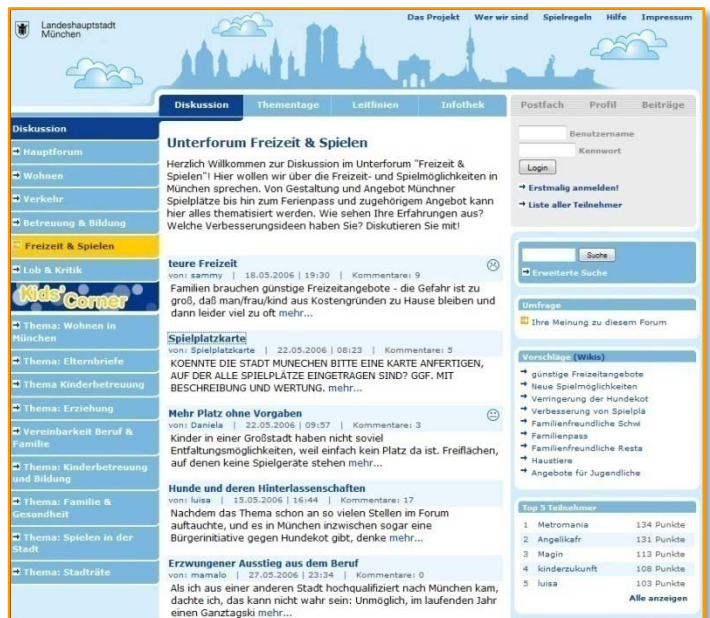 Landeshauptstadt
München
Das Projekt Wer wir sind Spielregeln Hilfe Impressum
Diskussion Thementage Leitlinien Infothek
Postfach Profil Beiträge
Diskussion
Hauptforum
Wohnen
Verkehr
Betreuung & Bildung
Freizeit & Spielen
Lob & Kritik
Kids' Corner
Thema: Wohnen in
München
Thema: Elternbriefe
Thema Kinderbetreuung
Thema: Erziehung
Vereinbarkeit Beruf &
Familie
Thema: Kinderbetreuung
und Bildung
Thema: Familie &
Gesundheit
Thema: Spielen in der
Stadt
Thema: Stadträte
Unterforum Freizeit & Spielen
Herzlich Willkommen zur Diskussion im Unterforum "Freizeit &
Spielen"! Hier wollen wir über die Freizeit- und Spielmöglichkeiten in
München sprechen. Von Gestaltung und Angebot Münchner
Spielplätze bis hin zum Ferienpass und zugehörigem Angebot kann
hier alles thematisiert werden. Wie sehen Ihre Erfahrungen aus?
Welche Verbesserungsideen haben Sie? Diskutieren Sie mit!
teure Freizeit
von: sammy | 18.05.2006 | 19:30 | Kommentare: 9
Familien brauchen günstige Freizeitangebote - die Gefahr ist zu
groß, daß man/frau/kind aus Kostengründen zu Hause bleiben und
dann leider viel zu oft mehr...
Spielplatzkarte
von: Spielplatzkarte | 22.05.2006 | 08:23 | Kommentare: 5
KOENNTE DIE STADT MUNECHEN BITTE EINE KARTE ANFERTIGEN,
AUF DER ALLE SPIELPLÄTZE EINGETRAGEN SIND? GGF. MIT
BESCHREIBUNG UND WERTUNG. mehr...
Mehr Platz ohne Vorgaben
von: Daniela | 22.05.2006 | 09:57 | Kommentare: 3
Kinder in einer Großstadt haben nicht soviel
Entfaltungsmöglichkeiten, weil einfach kein Platz da ist. Freiflächen,
auf denen keine Spielgeräte stehen mehr...
Hunde und deren Hinterlassenschaften
von: luisa | 15.05.2006 | 16:44 | Kommentare: 17
Nachdem das Thema schon an so vielen Stellen im Forum
auftauchte, und es in München inzwischen sogar eine
Bürgerinitiative gegen Hundekot gibt, denke mehr...
Erzwungener Ausstieg aus dem Beruf
von: mamalo | 27.05.2006 | 23:34 | Kommentare: 0
Als ich aus einer anderen Stadt hochqualifiziert nach München kam,
dachte ich, das kann nicht wahr sein: Unmöglich, im laufenden Jahr
einen Ganztagski mehr...
Benutzername
Kennwort
Login
Erstmalig anmelden!
Liste aller Teilnehmer
Suche
Erweiterte Suche
Umfrage
Ihre Meinung zu diesem Forum
Vorschläge (Wikis)
günstige Freizeitangebote
Neue Spielmöglichkeiten
Verringerung der Hundekot
Verbesserung von Spielplä
Familienfreundliche Schwi
Familienpass
Familienfreundliche Resta
Haustiere
Angebote für Jugendliche
Top 5 Teilnehmer
1 Metromania 134 Punkte
2 Angelikafr 131 Punkte
3 Magin 113 Punkte
4 kinderzukunft 108 Punkte
5 luisa 103 Punkte
Alle anzeigen